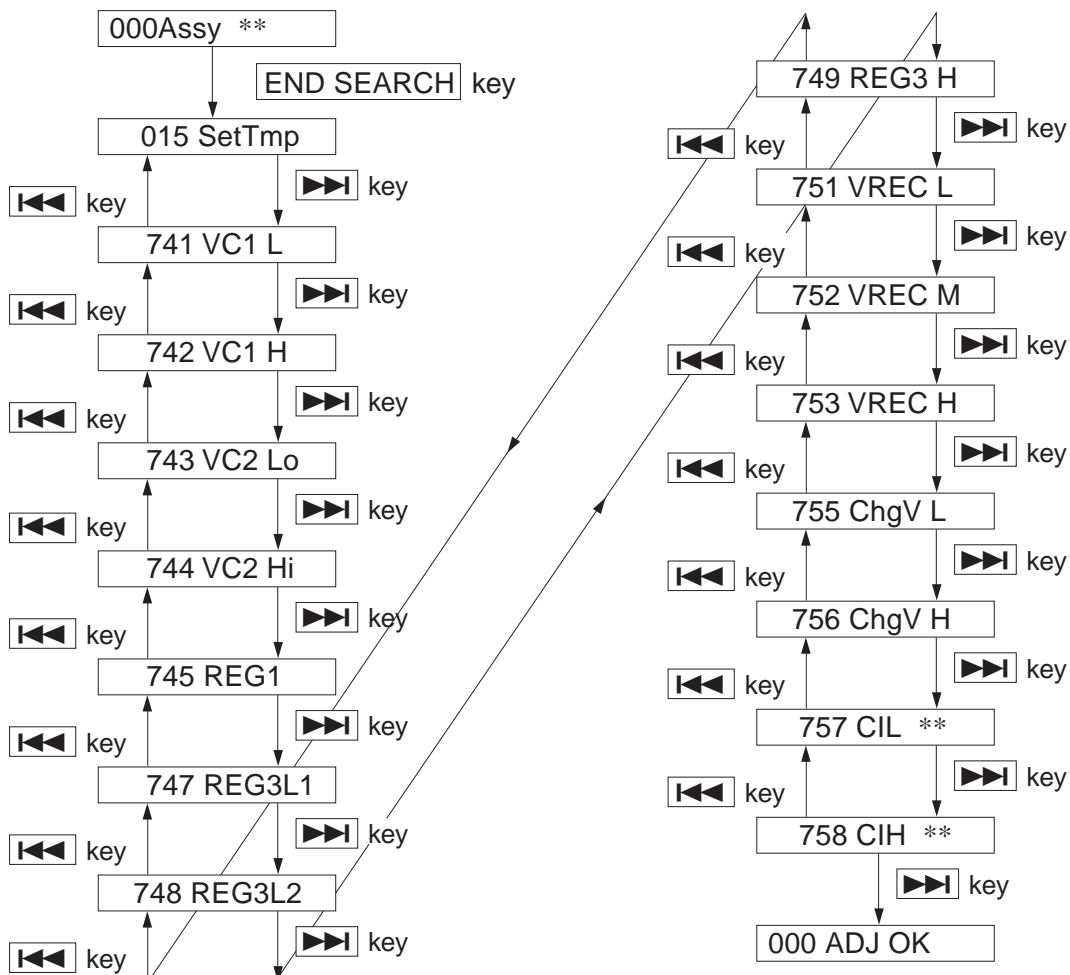 000Assy **
END SEARCH key
015 SetTmp
key
key
741 VC1 L
key
key
742 VC1 H
key
key
743 VC2 Lo
key
key
744 VC2 Hi
key
key
745 REG1
key
key
747 REG3L1
key
key
748 REG3L2
key
key
749 REG3 H
key
key
751 VREC L
key
key
752 VREC M
key
key
753 VREC H
key
key
755 ChgV L
key
key
756 ChgV H
key
key
757 CIL **
key
key
758 CIH **
key
000 ADJ OK